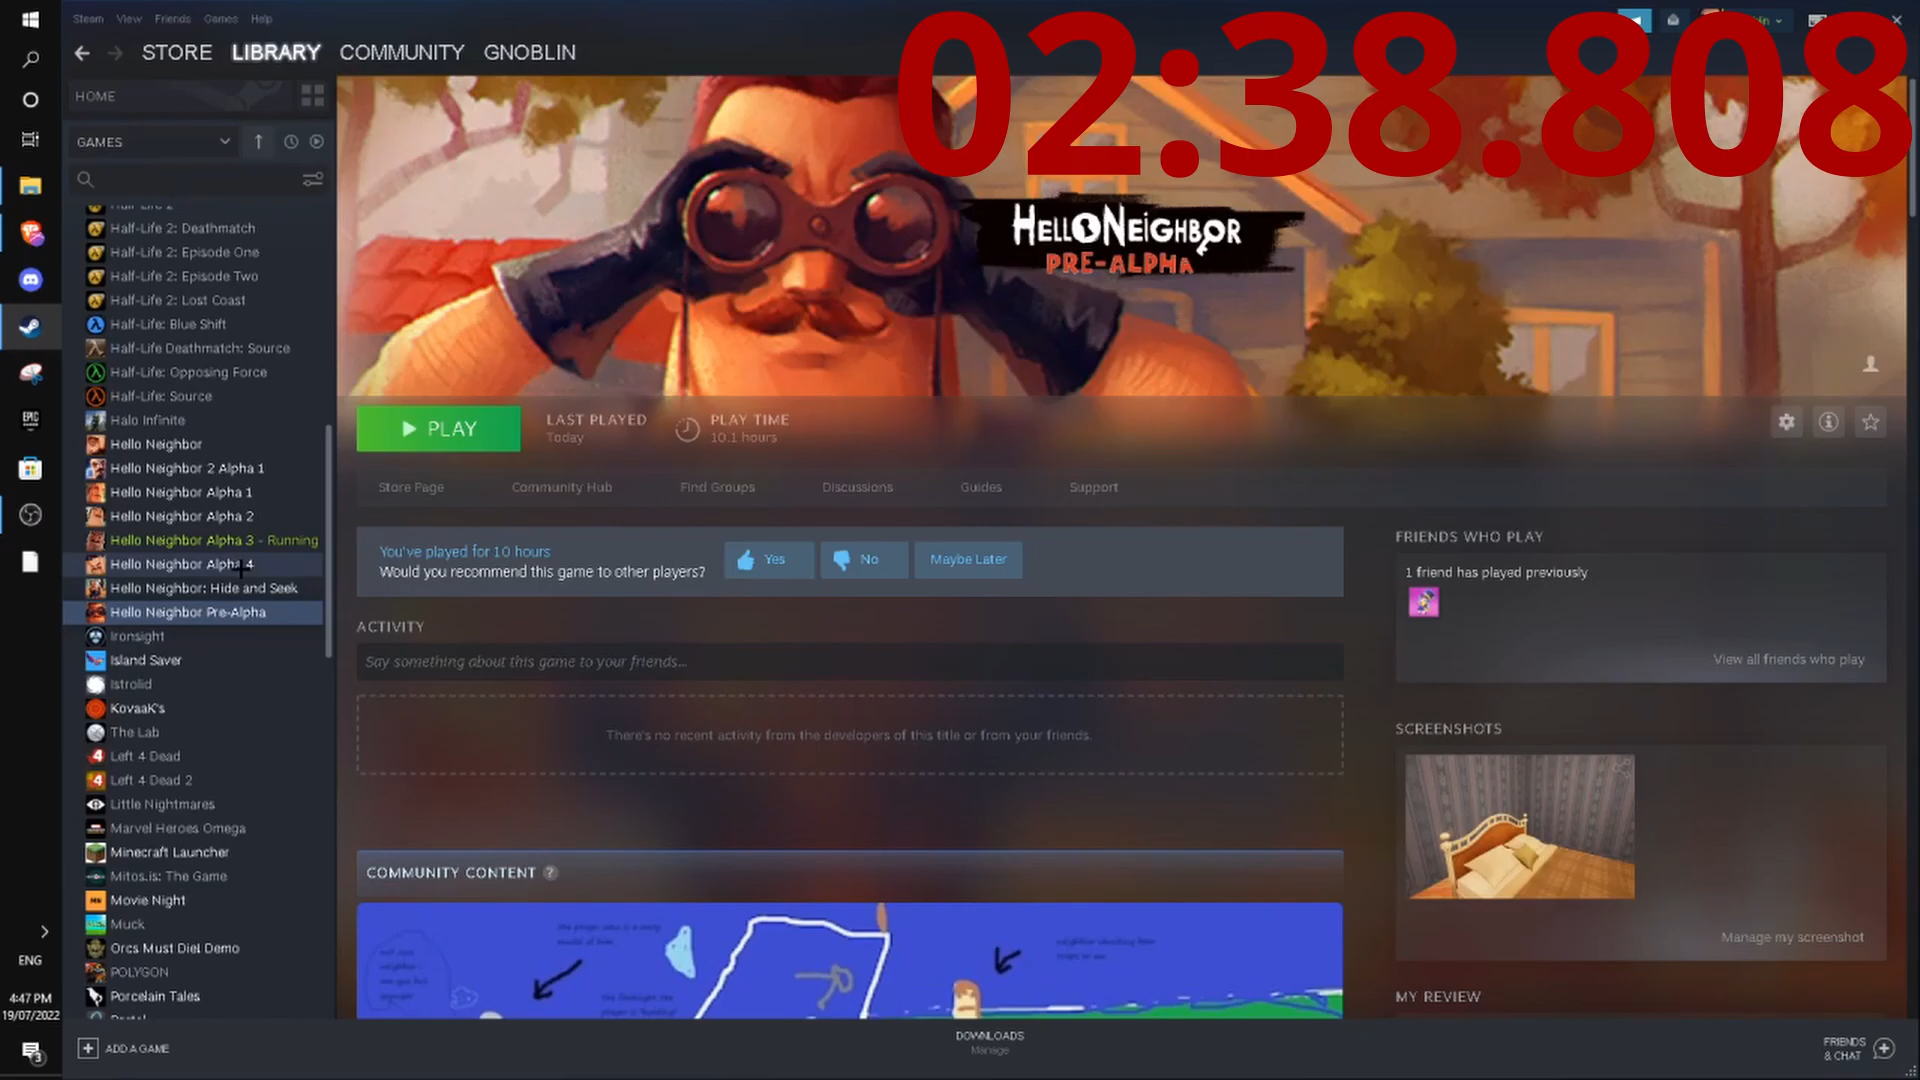 Steam View Friends Games Help
02:38.808
STORE LIBRARY COMMUNITY GNOBLIN
HOME
GAMES
Half-Life 2
Half-Life 2: Deathmatch
Half-Life 2: Episode One
Half-Life 2: Episode Two
Half-Life 2: Lost Coast
Half-Life: Blue Shift
Half-Life Deathmatch: Source
Half-Life: Opposing Force
Half-Life: Source
Halo Infinite
Hello Neighbor
Hello Neighbor 2 Alpha 1
Hello Neighbor Alpha 1
Hello Neighbor Alpha 2
Hello Neighbor Alpha 3 - Running
Hello Neighbor Alpha 4
Hello Neighbor: Hide and Seek
Hello Neighbor Pre-Alpha
Ironsight
Island Saver
Istrolid
KovaaK's
The Lab
Left 4 Dead
Left 4 Dead 2
Little Nightmares
Marvel Heroes Omega
Minecraft Launcher
Mitos.is: The Game
Movie Night
Muck
Orcs Must Die! Demo
POLYGON
Porcelain Tales
Portal
HELLO NEIGHBOR
PRE-ALPHA
PLAY
LAST PLAYED
Today
PLAY TIME
10.1 hours
Store Page Community Hub Find Groups Discussions Guides Support
You've played for 10 hours
Would you recommend this game to other players?
Yes No Maybe Later
ACTIVITY
Say something about this game to your friends...
There's no recent activity from the developers of this title or from your friends.
COMMUNITY CONTENT ?
FRIENDS WHO PLAY
1 friend has played previously
View all friends who play
SCREENSHOTS
Manage my screenshot
MY REVIEW
EPIC
ENG
4:47 PM
19/07/2022
3
ADD A GAME
DOWNLOADS
Manage
FRIENDS
& CHAT